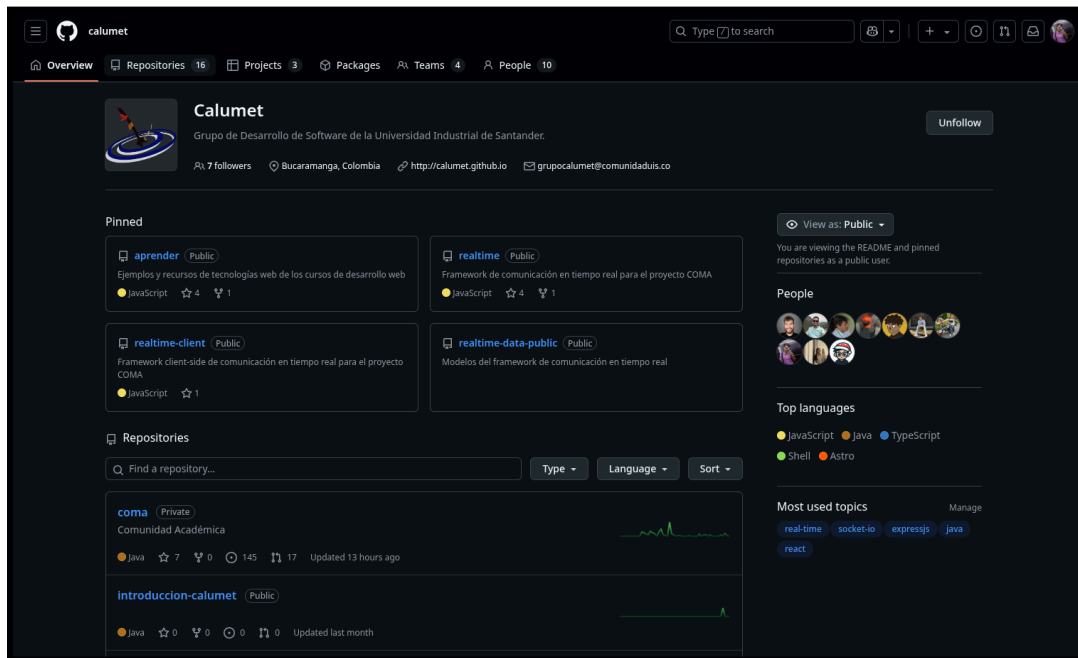 calumet
Type / to search
Overview Repositories 16 Projects 3 Packages Teams 4 People 10
Calumet
Grupo de Desarrollo de Software de la Universidad Industrial de Santander.
Unfollow
7 followers Bucaramanga, Colombia http://calumet.github.io grupocalumet@comunidaduis.co
Pinned
aprender Public
Ejemplos y recursos de tecnologías web de los cursos de desarrollo web
JavaScript 4 1
realtime Public
Framework de comunicación en tiempo real para el proyecto COMA
JavaScript 4 1
realtime-client Public
Framework client-side de comunicación en tiempo real para el proyecto
COMA
JavaScript 1
realtime-data-public Public
Modelos del framework de comunicación en tiempo real
Repositories
Find a repository...
Type Language Sort
coma Private
Comunidad Académica
Java 7 0 145 17 Updated 13 hours ago
introduccion-calumet Public
Java 0 0 0 0 Updated last month
View as: Public
You are viewing the README and pinned
repositories as a public user.
People
Top languages
JavaScript Java TypeScript
Shell Astro
Most used topics Manage
real-time socket-io expressjs java
react